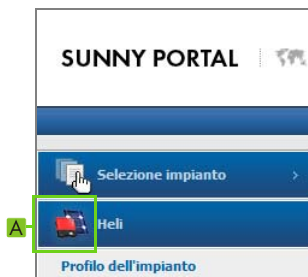 SUNNY PORTAL
Selezione impianto
A
Heli
Profilo dell'impianto